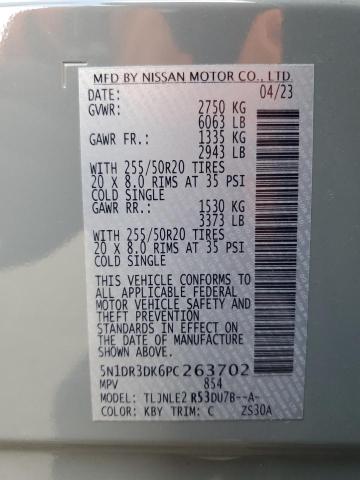 MFD BY NISSAN MOTOR CO., LTD.
DATE: 04/23
GVWR: 2750 KG
6063 LB
GAWR FR.: 1335 KG
2943 LB
WITH 255/50R20 TIRES
20 X 8.0 RIMS AT 35 PSI
COLD SINGLE
GAWR RR.: 1530 KG
3373 LB
WITH 255/50R20 TIRES
20 X 8.0 RIMS AT 35 PSI
COLD SINGLE
THIS VEHICLE CONFORMS TO
ALL APPLICABLE FEDERAL
MOTOR VEHICLE SAFETY AND
THEFT PREVENTION
STANDARDS IN EFFECT ON
THE DATE OF MANUFACTURE
SHOWN ABOVE.
5N1DR3DK6PC263702
MPV 854
MODEL: TLJNLE2 R53DU7B--A-
COLOR: KBY TRIM: C ZS30A